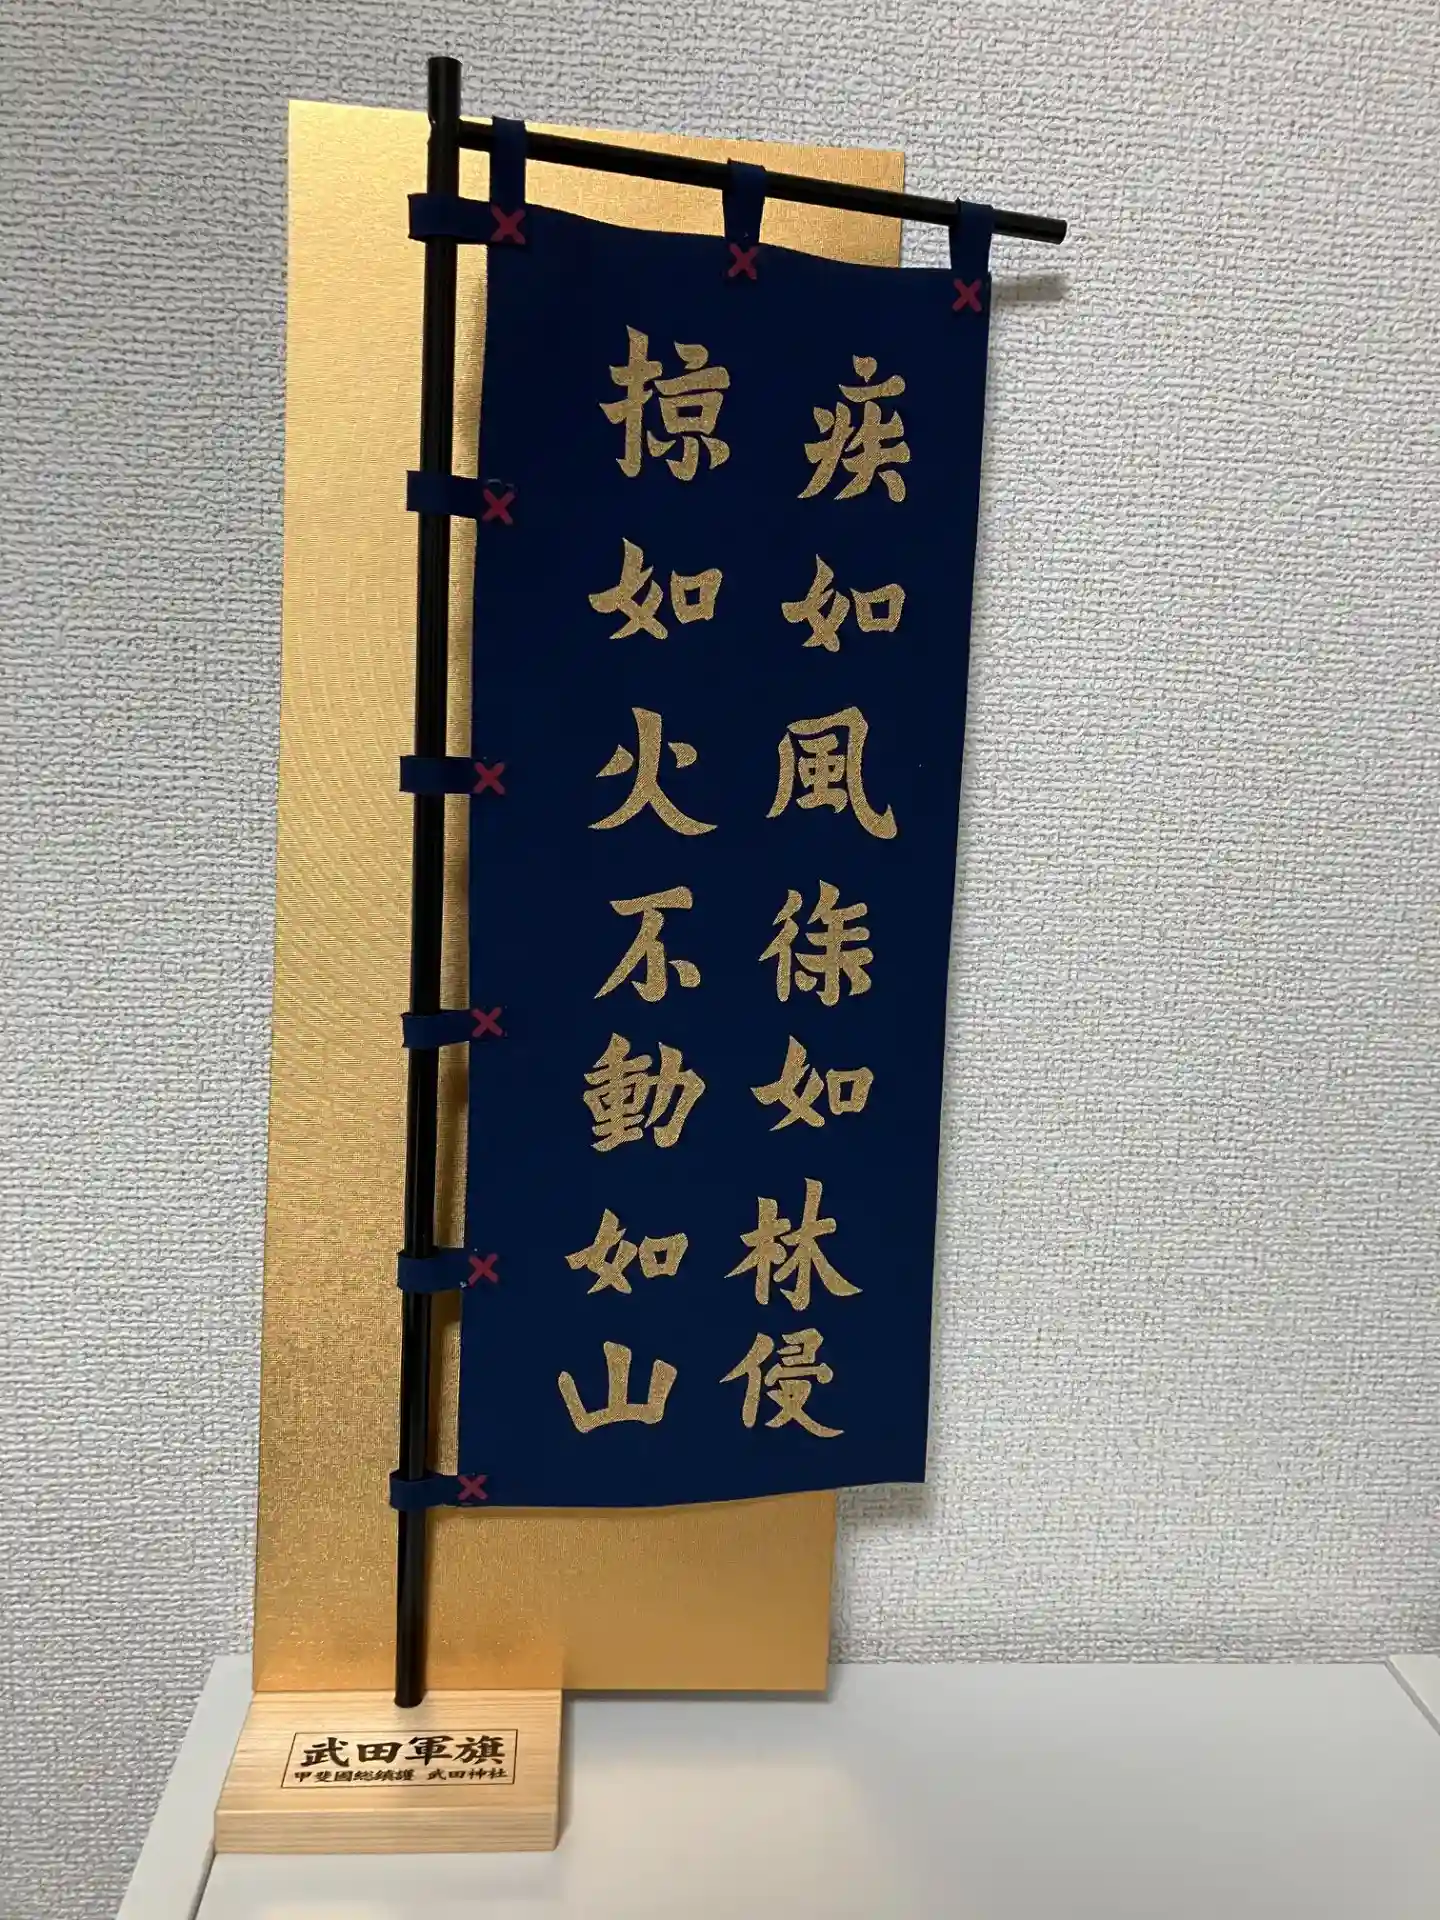 疾如風徐如林侵
掠如火不動如山
武田軍旗
甲斐國総鎮護 武田神社